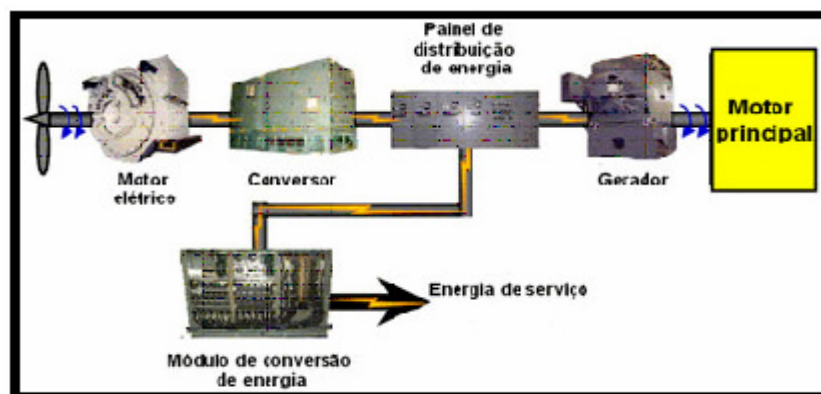 Painel de
distribuição
de energia
Motor
principal
Motor
elétrico
Conversor
Gerador
Energia de serviço
Módulo de conversão
de energia